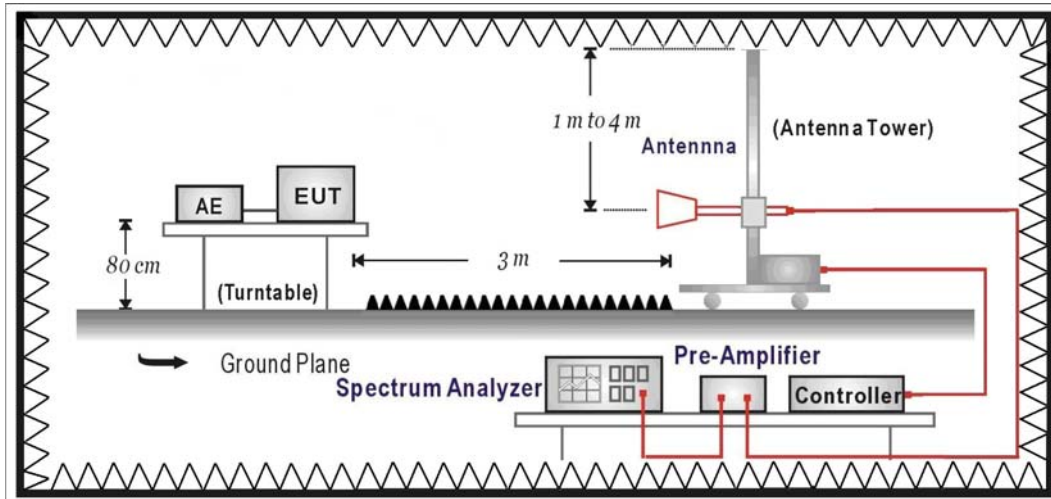 1 m to 4 m
(Antenna Tower)
Antennna
EUT
AE
80 cm
3 m
(Turntable)
Ground Plane
Pre-Amplifier
Spectrum Analyzer
Controller